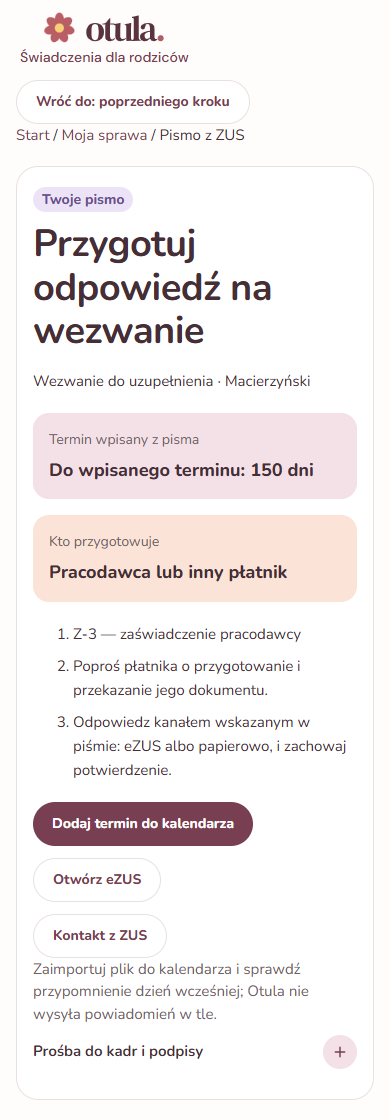 otula.
Świadczenia dla rodziców
Wróć do: poprzedniego kroku
Start / Moja sprawa / Pismo z ZUS
Twoje pismo
Przygotuj
odpowiedź na
wezwanie
Wezwanie do uzupełnienia · Macierzyński
Termin wpisany z pisma
Do wpisanego terminu: 150 dni
Kto przygotowuje
Pracodawca lub inny płatnik
1. Z-3 — zaświadczenie pracodawcy
2. Poproś płatnika o przygotowanie i
przekazanie jego dokumentu.
3. Odpowiedz kanałem wskazanym w
piśmie: eZUS albo papierowo, i zachowaj
potwierdzenie.
Dodaj termin do kalendarza
Otwórz eZUS
Kontakt z ZUS
Zaimportuj plik do kalendarza i sprawdź
przypomnienie dzień wcześniej; Otula nie
wysyła powiadomień w tle.
Prośba do kadr i podpisy +